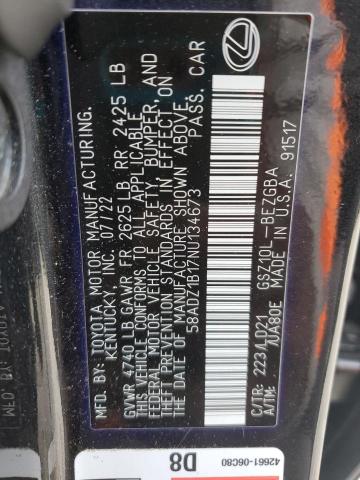 MFD. BY: TOYOTA MOTOR MANUFACTURING.
KENTUCKY, INC. 07/22
GVWR 4740 LB GAWR FR 2625 LB RR 2425 LB
THIS VEHICLE CONFORMS TO ALL APPLICABLE
FEDERAL MOTOR VEHICLE SAFETY, BUMPER, AND
THEFT PREVENTION STANDARDS IN EFFECT ON
THE DATE OF MANUFACTURE SHOWN ABOVE.
58ADZ1B17NU134673 PASS. CAR
C/TR: 223/LD21 GSZ10L-BEZGBA
A/TM: /UA80E MADE IN U.S.A. 91517
42661-06C80
D8